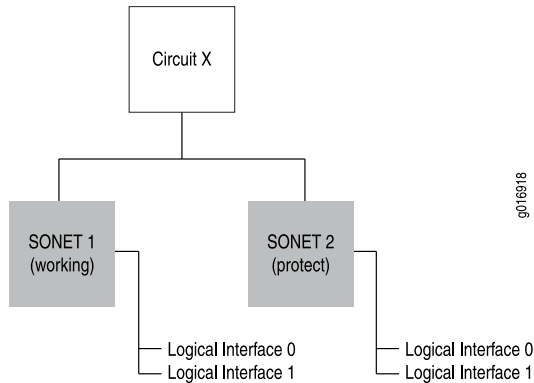 Circuit X
SONET 1
(working)
SONET 2
(protect)
Logical Interface 0
Logical Interface 1
Logical Interface 0
Logical Interface 1
g016918